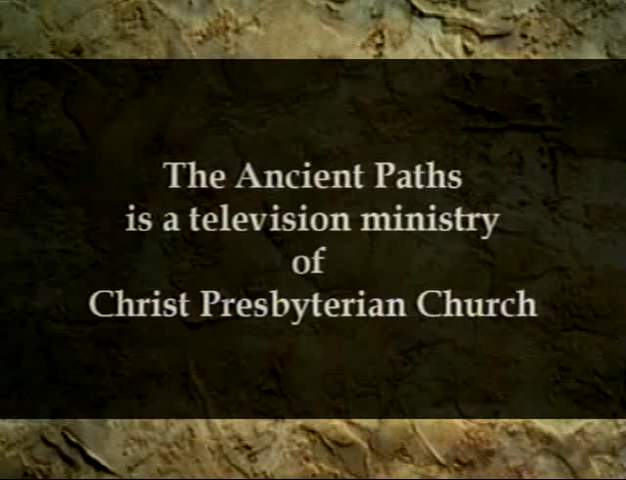 The Ancient Paths
is a television ministry
of
Christ Presbyterian Church